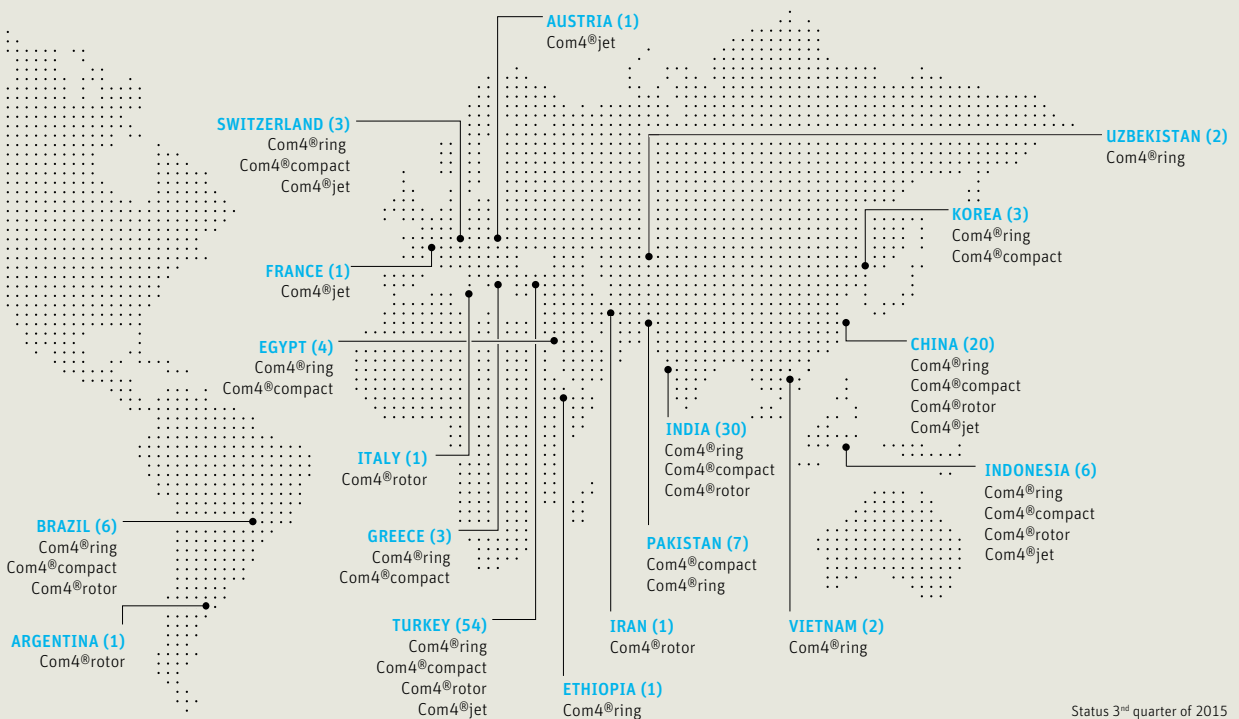 AUSTRIA (1)
Com4®jet
SWITZERLAND (3)
Com4®ring
Com4®compact
Com4®jet
UZBEKISTAN (2)
Com4®ring
KOREA (3)
Com4®ring
Com4®compact
FRANCE (1)
Com4®jet
EGYPT (4)
Com4®ring
Com4®compact
CHINA (20)
Com4®ring
Com4®compact
Com4®rotor
Com4®jet
INDIA (30)
Com4®ring
Com4®compact
Com4®rotor
ITALY (1)
Com4®rotor
INDONESIA (6)
Com4®ring
Com4®compact
Com4®rotor
Com4®jet
BRAZIL (6)
Com4®ring
Com4®compact
Com4®rotor
GREECE (3)
Com4®ring
Com4®compact
PAKISTAN (7)
Com4®compact
Com4®ring
ARGENTINA (1)
Com4®rotor
TURKEY (54)
Com4®ring
Com4®compact
Com4®rotor
Com4®jet
IRAN (1)
Com4®rotor
VIETNAM (2)
Com4®ring
ETHIOPIA (1)
Com4®ring
Status 3nd quarter of 2015